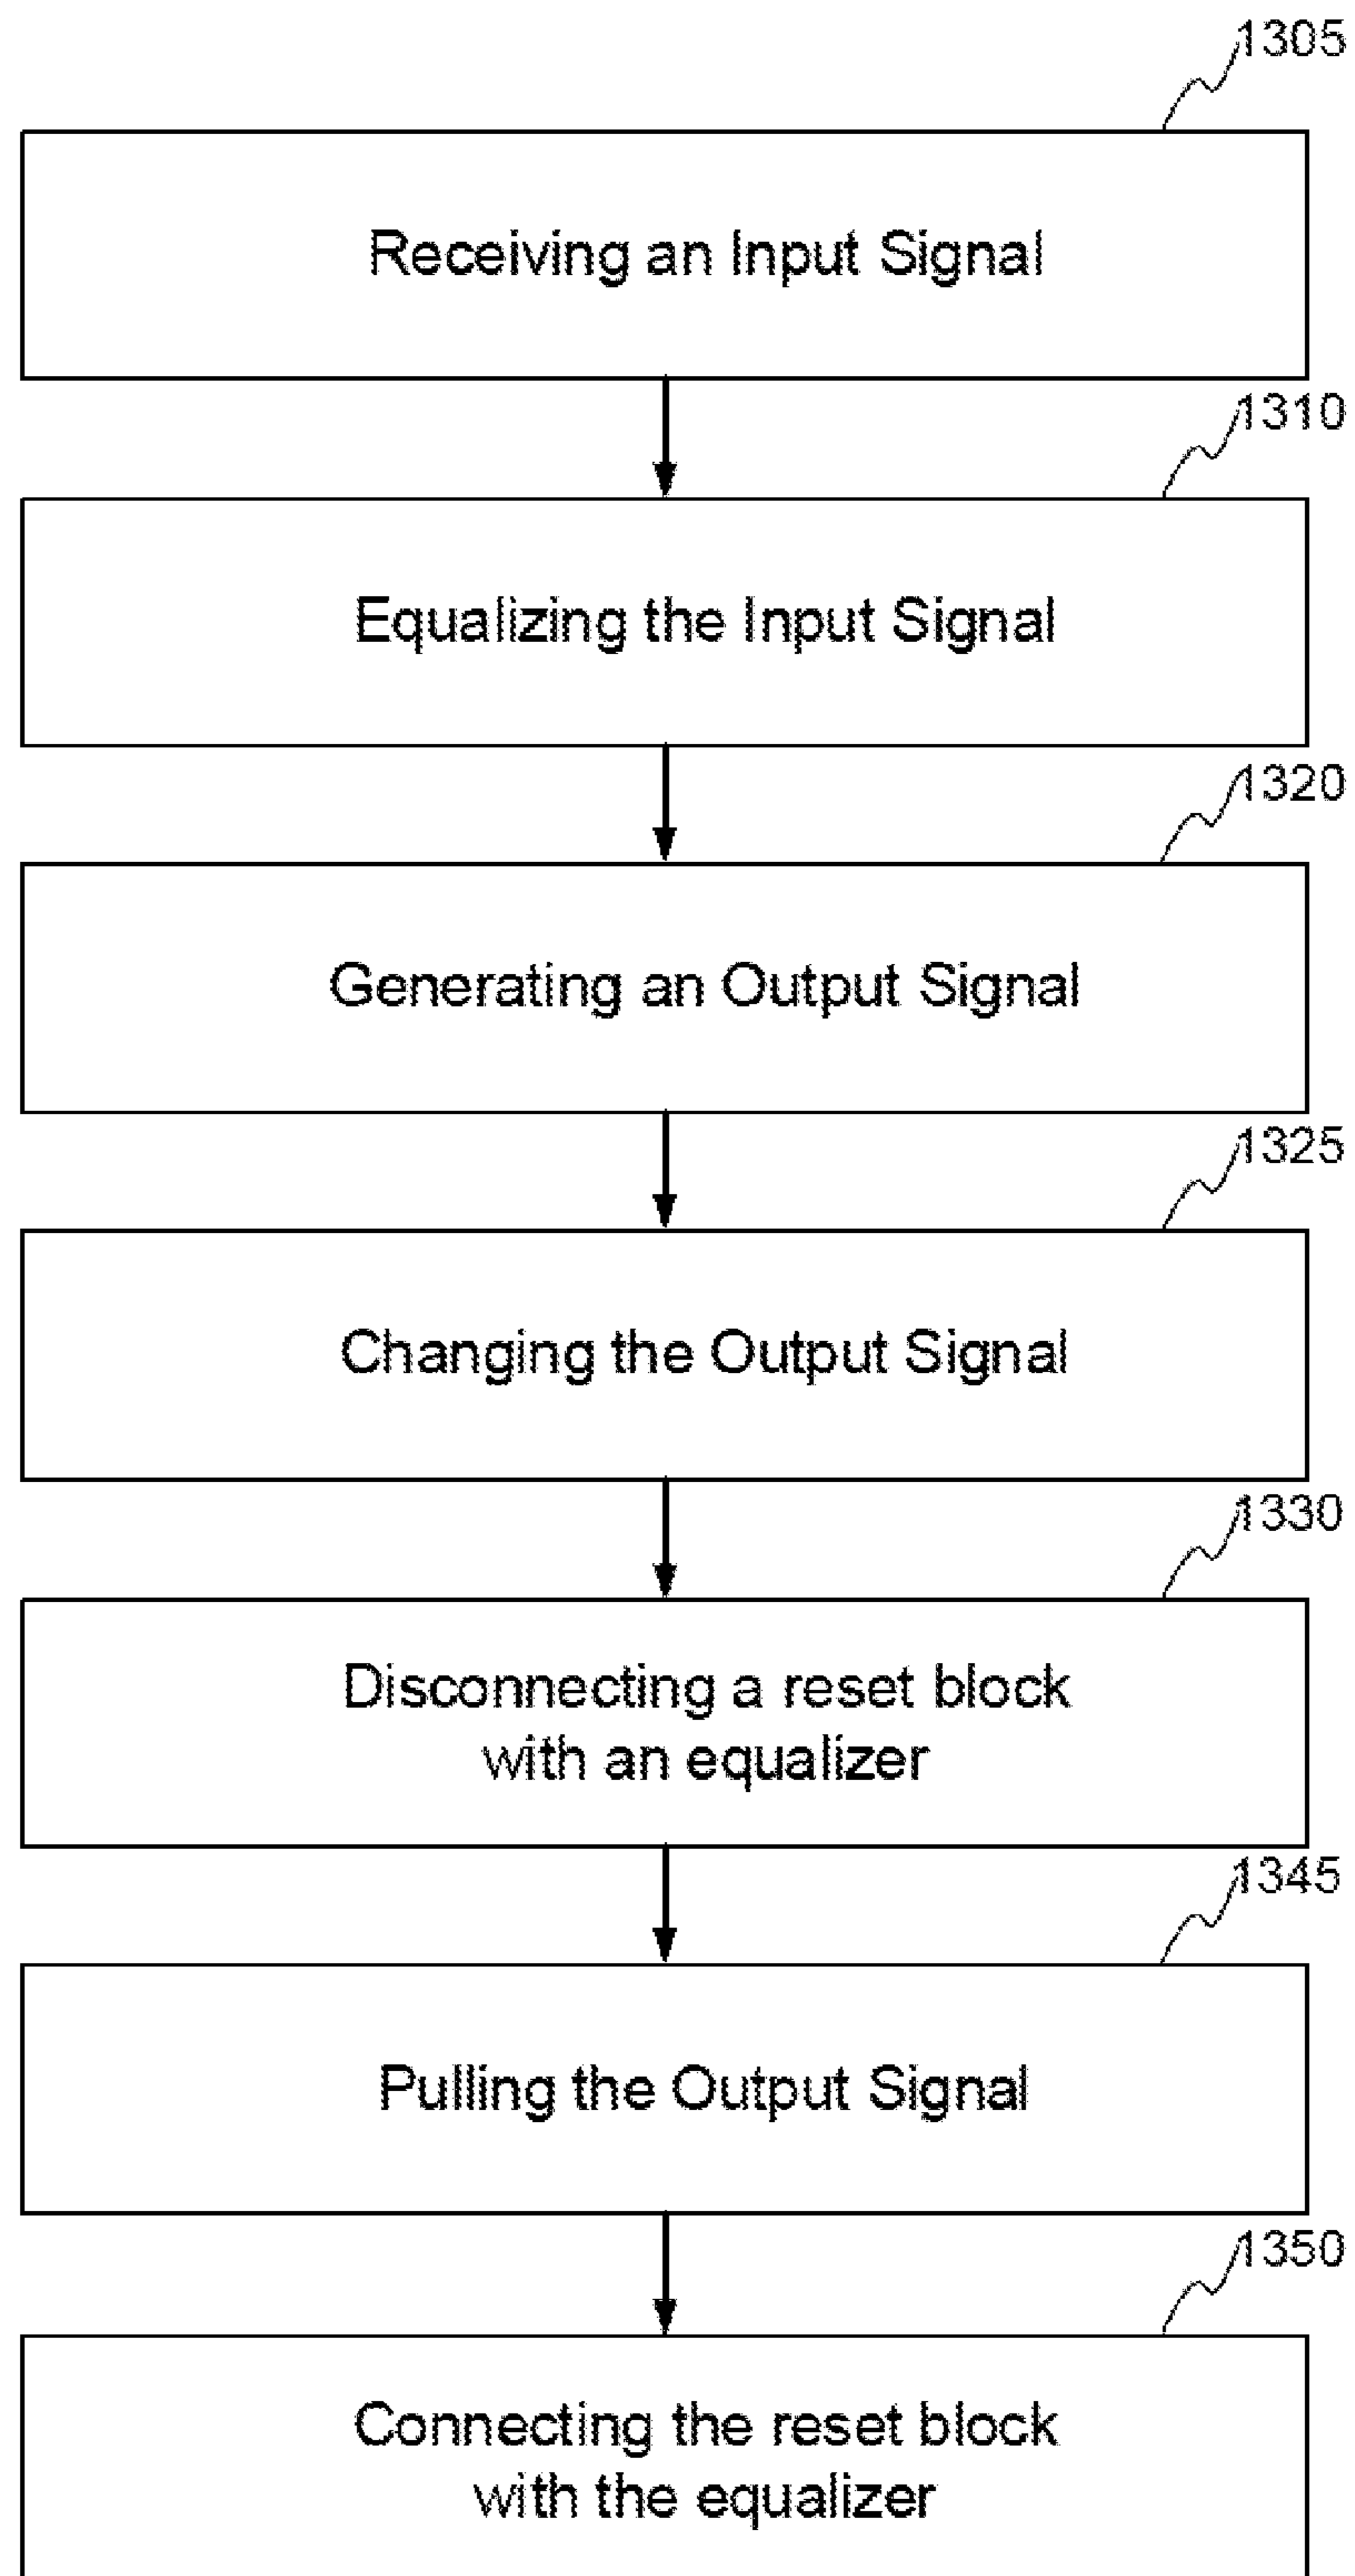 1305
Receiving an Input Signal
1310
Equalizing the Input Signal
1320
Generating an Output Signal
1325
Changing the Output Signal
1330
Disconnecting a reset block
with an equalizer
1345
Pulling the Output Signal
1350
Connecting the reset block
with the equalizer